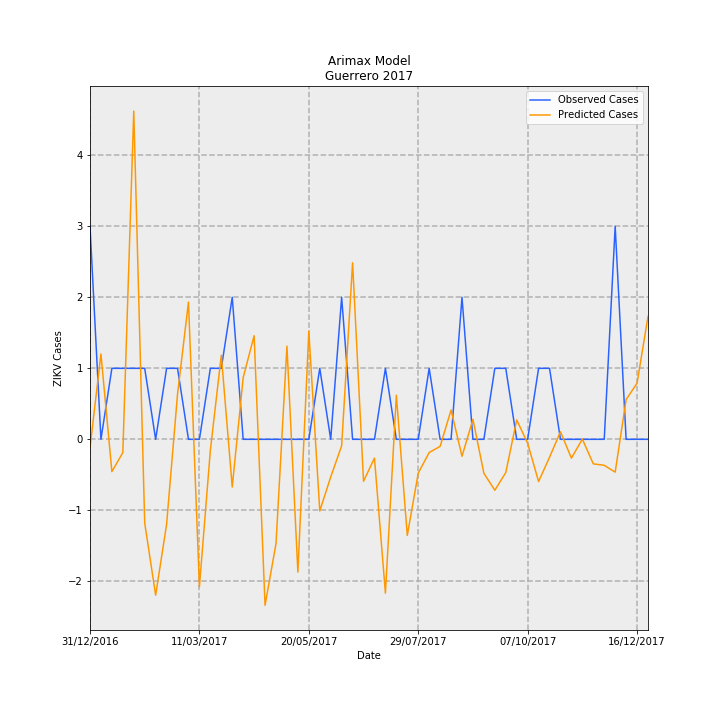 Arimax Model
Guerrero 2017
Observed Cases
Predicted Cases
ZIKV Cases
4
3
2
1
0
−1
−2
31/12/2016 11/03/2017 20/05/2017 29/07/2017 07/10/2017 16/12/2017
Date